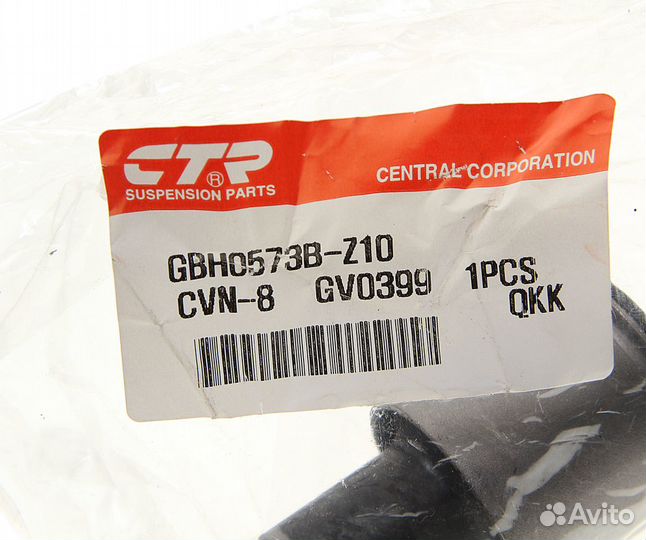 CTR®
SUSPENSION PARTS
CENTRAL CORPORATION
GBH0573B-Z10
CVN-8 GV0399 1PCS
QKK
Avito